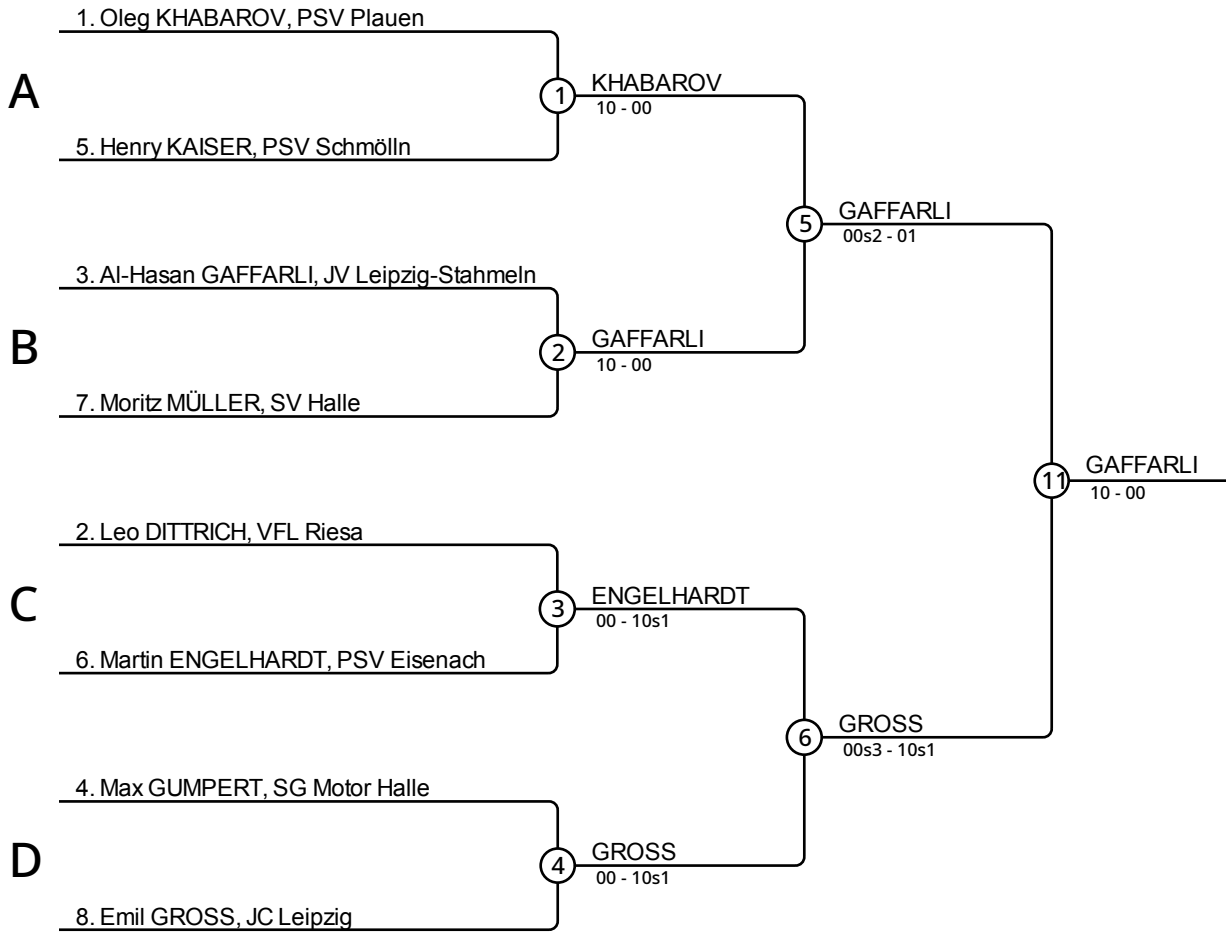 1. Oleg KHABAROV, PSV Plauen
A
1
KHABAROV
10 - 00
5. Henry KAISER, PSV Schmölln
5
GAFFARLI
00s2 - 01
3. Al-Hasan GAFFARLI, JV Leipzig-Stahmeln
B
2
GAFFARLI
10 - 00
7. Moritz MÜLLER, SV Halle
11
GAFFARLI
10 - 00
2. Leo DITTRICH, VFL Riesa
C
3
ENGELHARDT
00 - 10s1
6. Martin ENGELHARDT, PSV Eisenach
6
GROSS
00s3 - 10s1
4. Max GUMPERT, SG Motor Halle
D
4
GROSS
00 - 10s1
8. Emil GROSS, JC Leipzig